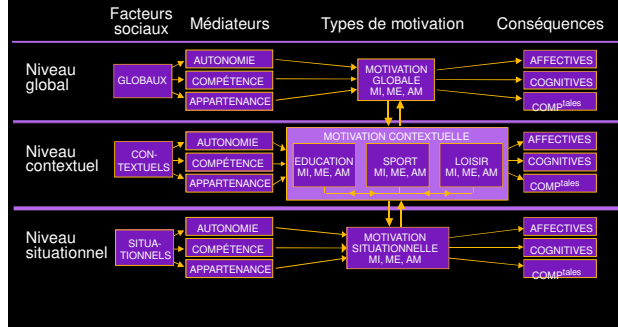 Facteurs sociaux
Médiateurs
Types de motivation
Conséquences
Niveau global
GLOBAUX
AUTONOMIE
COMPÉTENCE
APPARTENANCE
MOTIVATION
GLOBALE
MI, ME, AM
AFFECTIVES
COGNITIVES
COMPtales
Niveau contextuel
CON-
TEXTUELS
AUTONOMIE
COMPÉTENCE
APPARTENANCE
MOTIVATION CONTEXTUELLE
EDUCATION
MI, ME, AM
SPORT
MI, ME, AM
LOISIR
MI, ME, AM
AFFECTIVES
COGNITIVES
COMPtales
Niveau situationnel
SITUA-
TIONNELS
AUTONOMIE
COMPÉTENCE
APPARTENANCE
MOTIVATION
SITUATIONNELLE
MI, ME, AM
AFFECTIVES
COGNITIVES
COMPtales